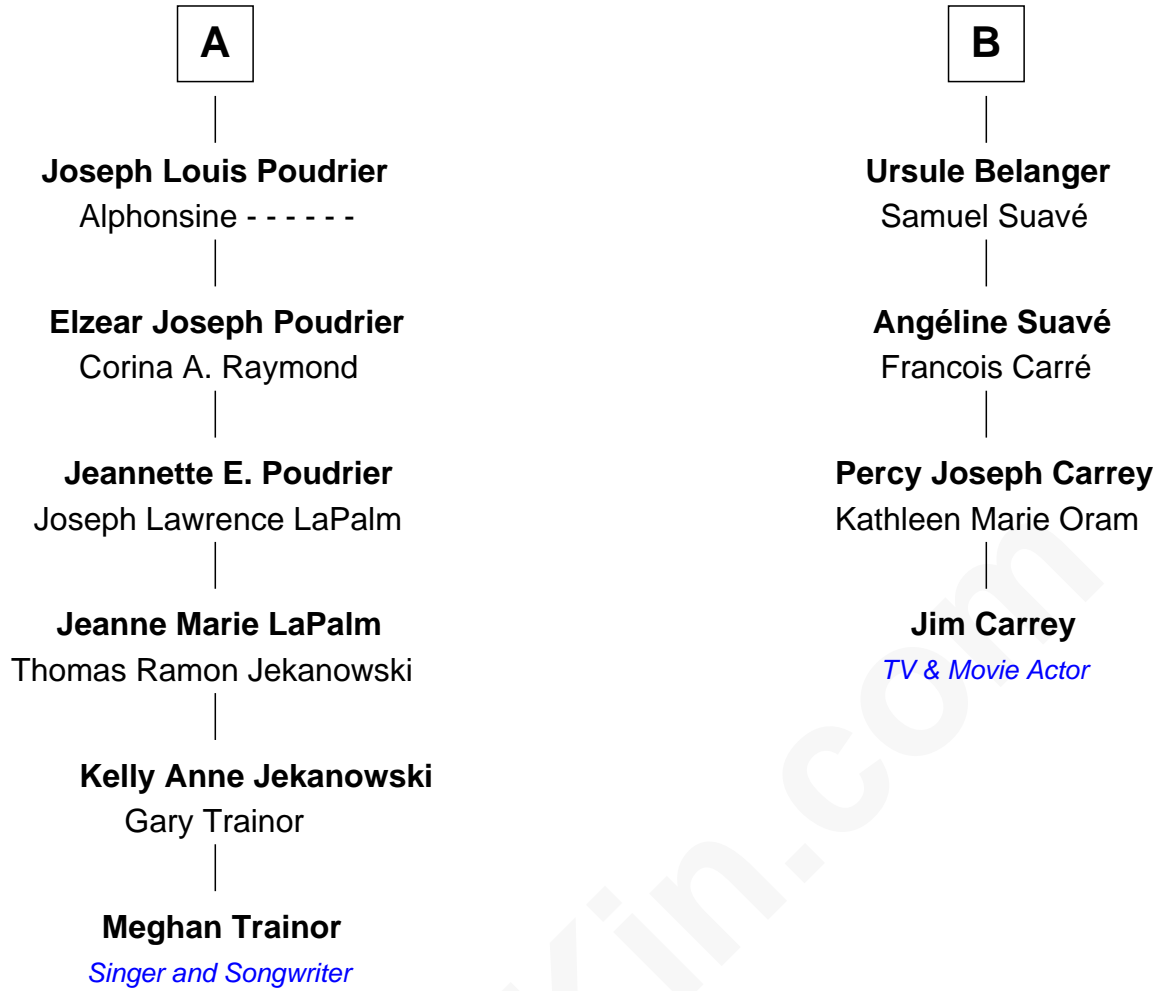 A
Joseph Louis Poudrier
Alphonsine - - - - - -
Elzear Joseph Poudrier
Corina A. Raymond
Jeannette E. Poudrier
Joseph Lawrence LaPalm
Jeanne Marie LaPalm
Thomas Ramon Jekanowski
Kelly Anne Jekanowski
Gary Trainor
Meghan Trainor
Singer and Songwriter
B
Ursule Belanger
Samuel Suavé
Angéline Suavé
Francois Carré
Percy Joseph Carrey
Kathleen Marie Oram
Jim Carrey
TV & Movie Actor
kin.com